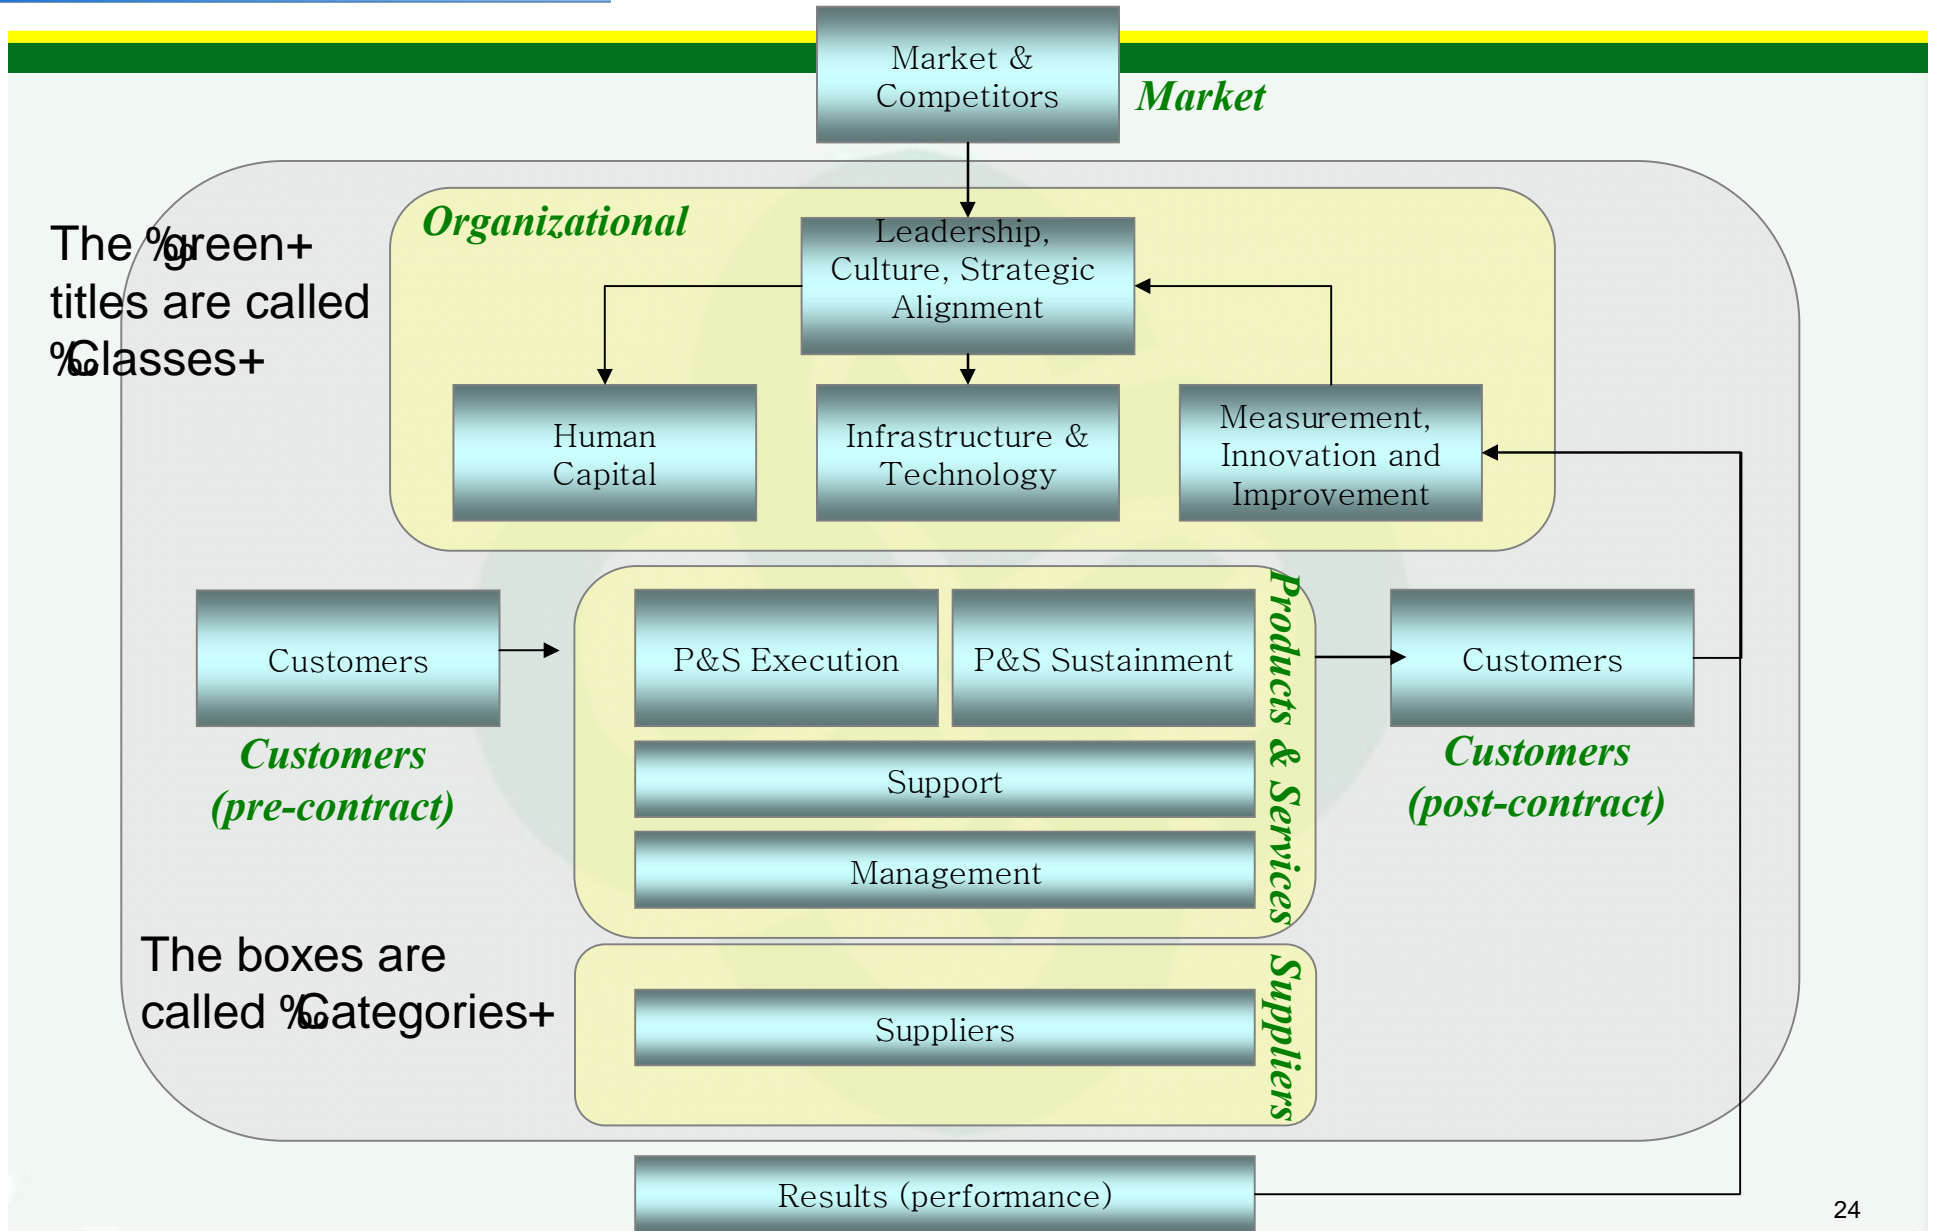 Market &
Competitors
Market
Organizational
The ‰green+
titles are called
‰Classes+
Leadership,
Culture, Strategic
Alignment
Human
Capital
Infrastructure &
Technology
Measurement,
Innovation and
Improvement
Customers
Customers
(pre-contract)
P&S Execution
P&S Sustainment
Support
Management
Products & Services
Customers
Customers
(post-contract)
The boxes are
called ‰Categories+
Suppliers
Suppliers
Results (performance)
24